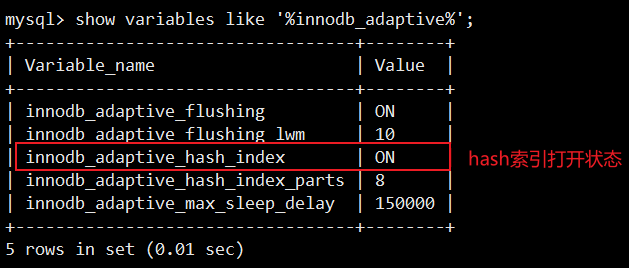 mysql> show variables like '%innodb_adaptive%';
+----------------------------------+--------+
| Variable_name                    | Value  |
+----------------------------------+--------+
| innodb_adaptive_flushing         | ON     |
| innodb_adaptive_flushing_lwm     | 10     |
| innodb_adaptive_hash_index       | ON     | hash索引打开状态
| innodb_adaptive_hash_index_parts | 8      |
| innodb_adaptive_max_sleep_delay  | 150000 |
+----------------------------------+--------+
5 rows in set (0.01 sec)